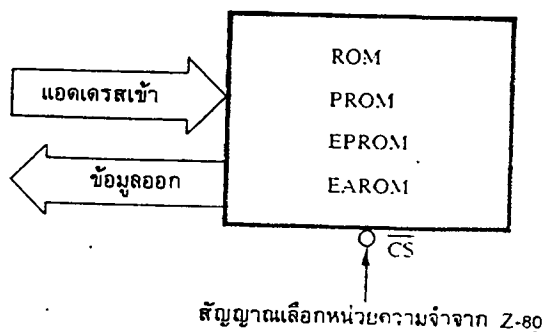 ROM
แอดเดรสเข้า
PROM
EPROM
ข้อมูลออก
EAROM
CS
สัญญาณเลือกหน่วยความจำจาก Z-80